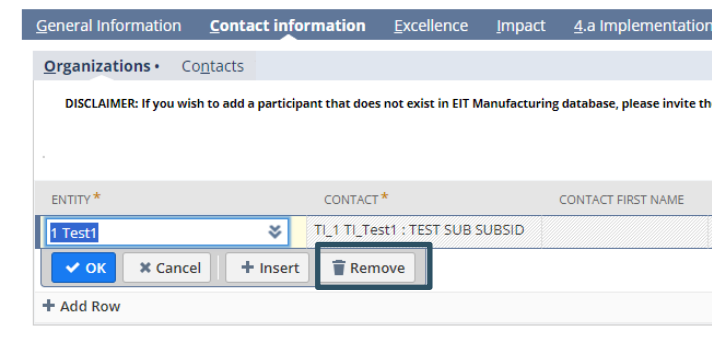 General Information Contact information Excellence Impact 4.a Implementation
Organizations • Contacts
DISCLAIMER: If you wish to add a participant that does not exist in EIT Manufacturing database, please invite th
.
ENTITY * CONTACT * CONTACT FIRST NAME
1 Test1 TI_1 TI_Test1 : TEST SUB SUBSID
OK Cancel Insert Remove
Add Row